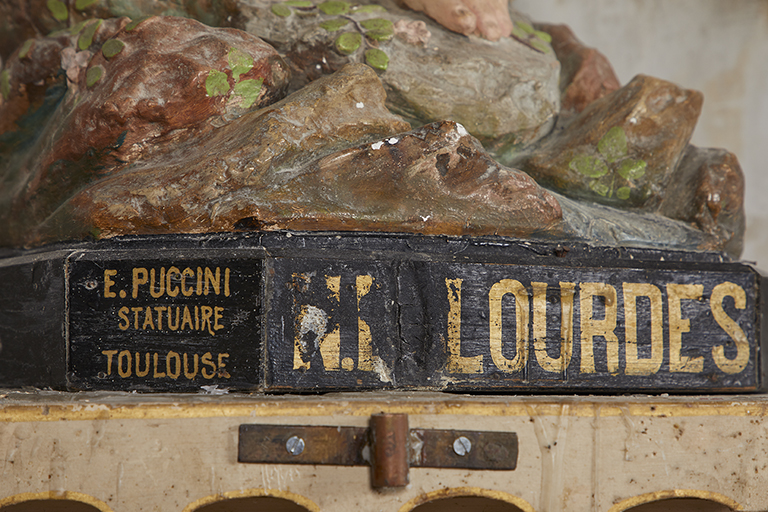 E. PUCCINI
STATUAIRE
TOULOUSE
LOURDES